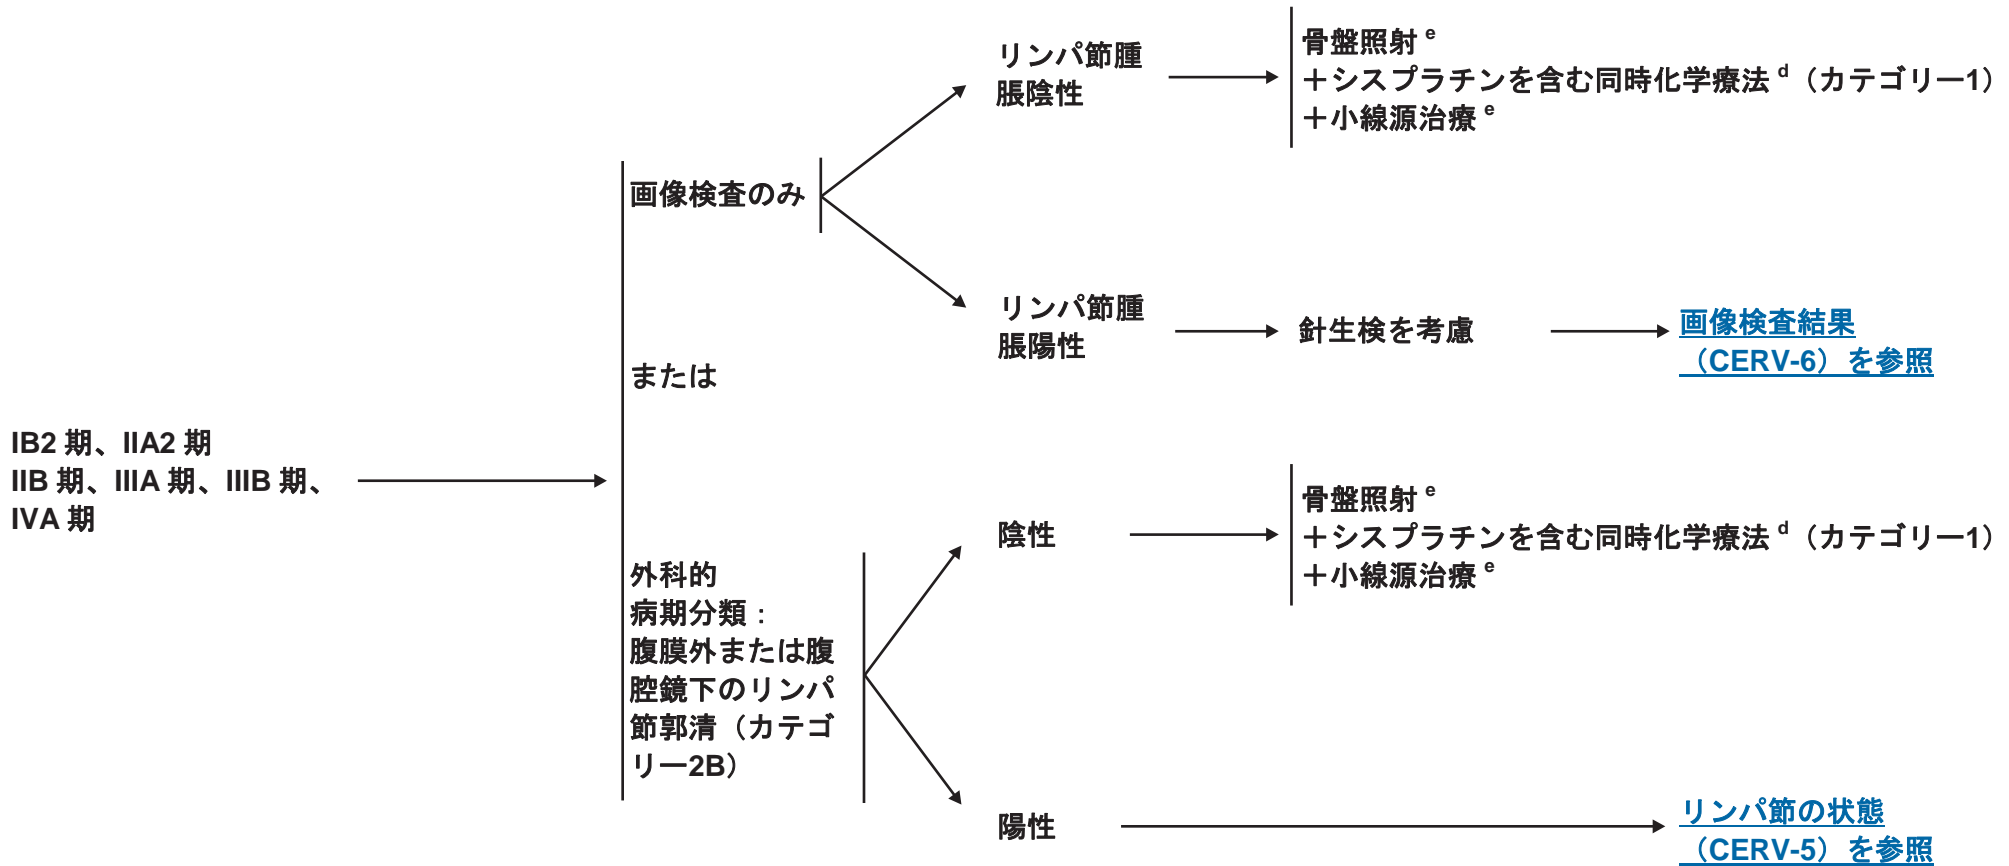 IB2 期、IIA2 期
IIB 期、IIIA 期、IIIB 期、
IVA 期
画像検査のみ
または
外科的
病期分類：
腹膜外または腹
腔鏡下のリンパ
節郭清（カテゴ
リー2B）
リンパ節腫
脹陰性
骨盤照射 e
＋シスプラチンを含む同時化学療法 d（カテゴリー1）
＋小線源治療 e
リンパ節腫
脹陽性
針生検を考慮
画像検査結果
（CERV-6）を参照
陰性
骨盤照射 e
＋シスプラチンを含む同時化学療法 d（カテゴリー1）
＋小線源治療 e
陽性
リンパ節の状態
（CERV-5）を参照